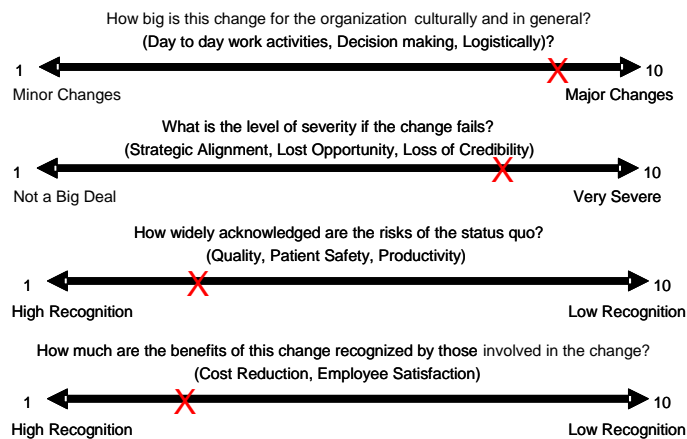 How big is this change for the organization culturally and in general?
(Day to day work activities, Decision making, Logistically)?
1 10
Minor Changes Major Changes
What is the level of severity if the change fails?
(Strategic Alignment, Lost Opportunity, Loss of Credibility)
1 10
Not a Big Deal Very Severe
How widely acknowledged are the risks of the status quo?
(Quality, Patient Safety, Productivity)
1 10
High Recognition Low Recognition
How much are the benefits of this change recognized by those involved in the change?
(Cost Reduction, Employee Satisfaction)
1 10
High Recognition Low Recognition